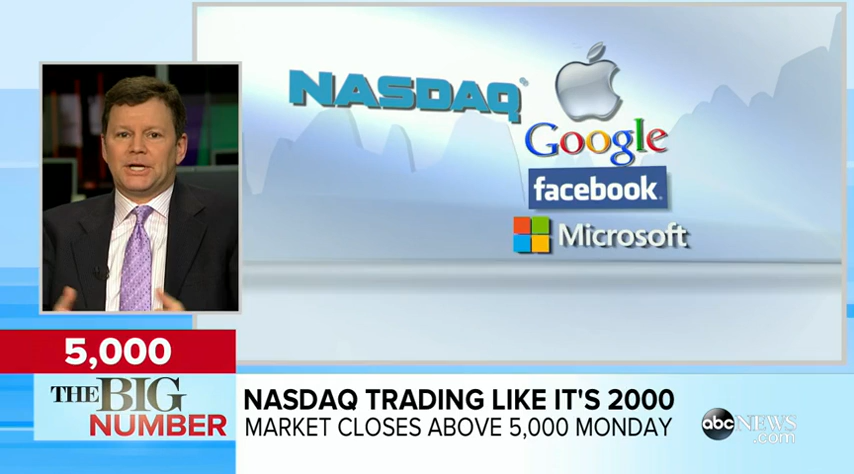 NASDAQ
Google
facebook
Microsoft
5,000
THE BIG
NUMBER
NASDAQ TRADING LIKE IT'S 2000
MARKET CLOSES ABOVE 5,000 MONDAY
abc NEWS
.com